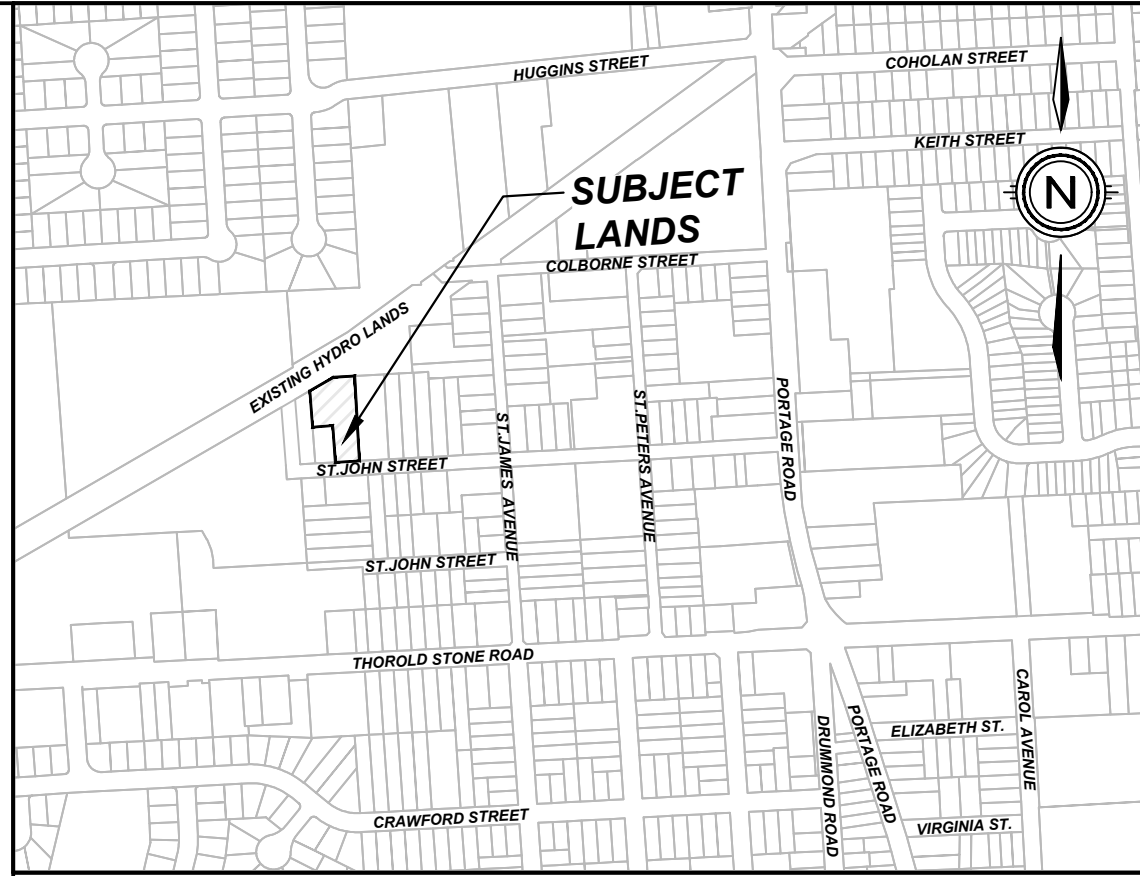 HUGGINS STREET
COHOLAN STREET
KEITH STREET
N
SUBJECT
LANDS
COLBORNE STREET
EXISTING HYDRO LANDS
ST.JOHN STREET
ST.JAMES AVENUE
ST.PETERS AVENUE
PORTAGE ROAD
ST.JOHN STREET
THOROLD STONE ROAD
CRAWFORD STREET
DRUMMOND ROAD
PORTAGE ROAD
ELIZABETH ST.
CAROL AVENUE
VIRGINIA ST.